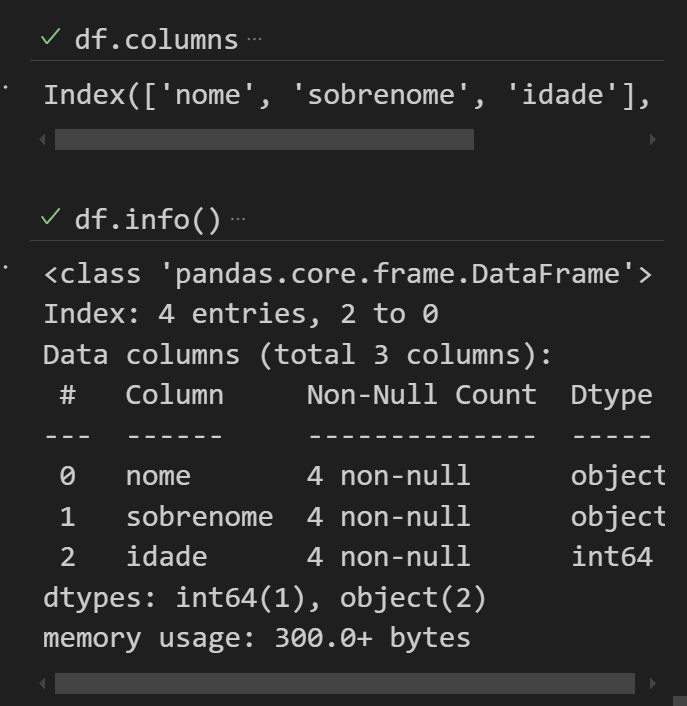 df.columns ...
Index(['nome', 'sobrenome', 'idade'],
df.info() ...
<class 'pandas.core.frame.DataFrame'>
Index: 4 entries, 2 to 0
Data columns (total 3 columns):
 #   Column     Non-Null Count  Dtype
---  ------     --------------  -----
 0   nome       4 non-null      object
 1   sobrenome  4 non-null      object
 2   idade      4 non-null      int64
dtypes: int64(1), object(2)
memory usage: 300.0+ bytes